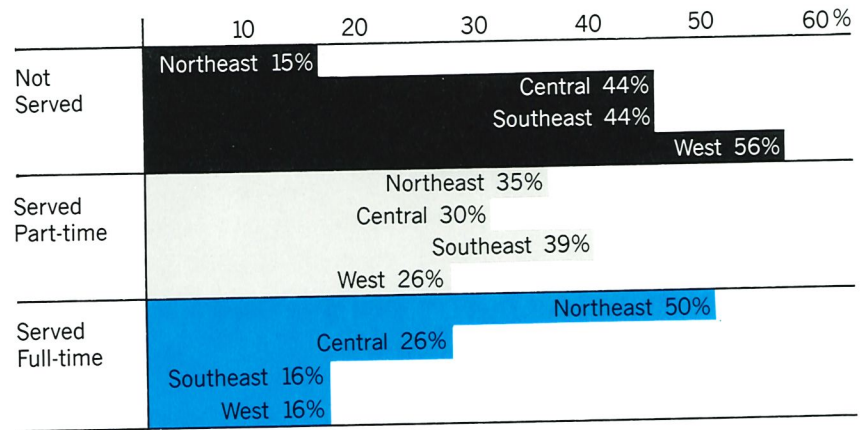 10 20 30 40 50 60%
Not
Served
Northeast 15%
Central 44%
Southeast 44%
West 56%
Served
Part-time
Northeast 35%
Central 30%
Southeast 39%
West 26%
Served
Full-time
Northeast 50%
Central 26%
Southeast 16%
West 16%